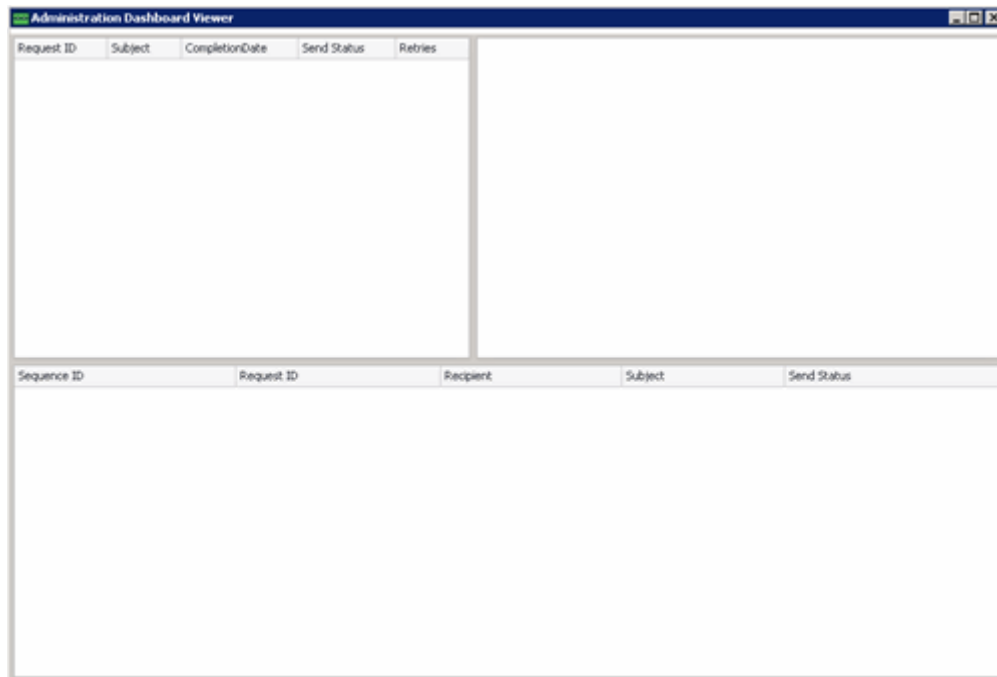 Administration Dashboard Viewer
Request ID Subject CompletionDate Send Status Retries
Sequence ID Request ID Recipient Subject Send Status